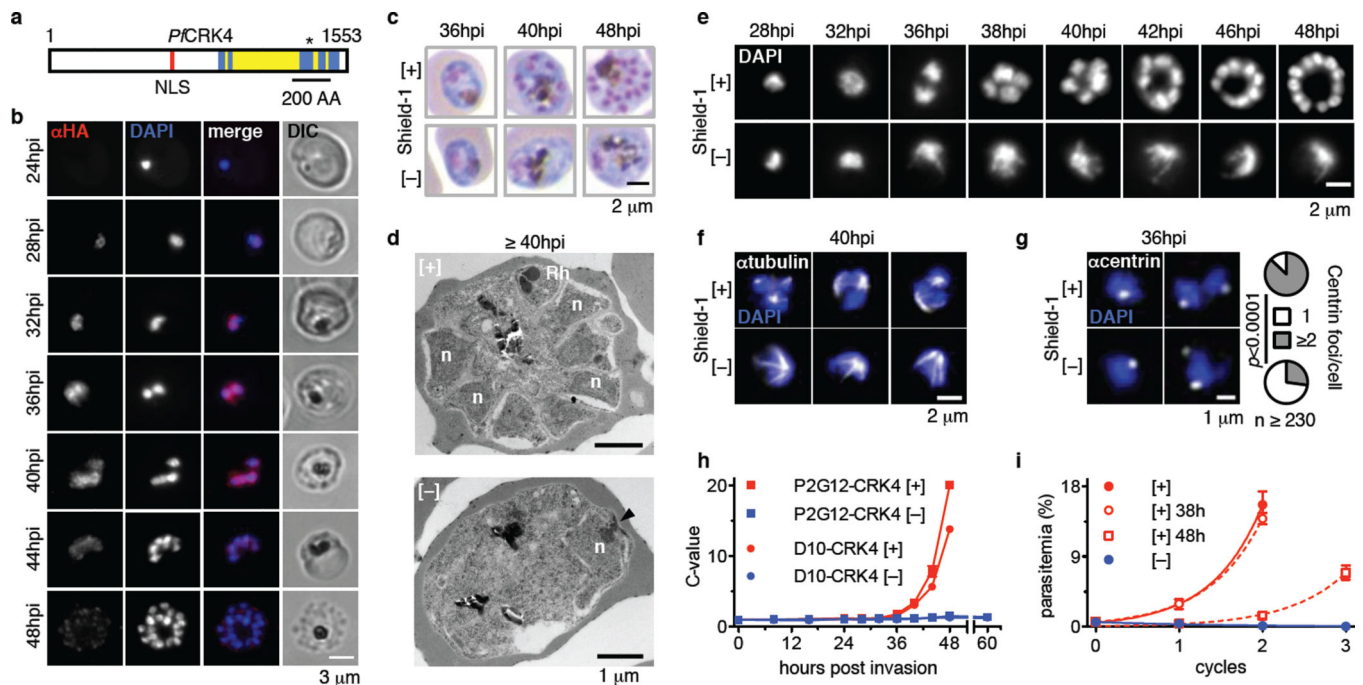 a
1 PfCRK4 * 1553
NLS
200 AA
b
αHA DAPI merge DIC
24hpi
28hpi
32hpi
36hpi
40hpi
44hpi
48hpi
3 μm
c
36hpi 40hpi 48hpi
Shield-1
[+]
[–]
2 μm
d
≥ 40hpi
[+]
Rh
n
n
n
n
[–]
n
1 μm
e
28hpi 32hpi 36hpi 38hpi 40hpi 42hpi 46hpi 48hpi
DAPI
Shield-1
[+]
[–]
2 μm
f
40hpi
αtubulin
Shield-1
[+]
DAPI
[–]
2 μm
g
36hpi
αcentrin
Shield-1
[+]
DAPI
[–]
1 μm
p<0.0001
1
≥2
Centrin foci/cell
n ≥ 230
h
C-value
20
10
0
P2G12-CRK4 [+]
P2G12-CRK4 [–]
D10-CRK4 [+]
D10-CRK4 [–]
0 12 24 36 48 60
hours post invasion
i
parasitemia (%)
18
9
0
[+]
[+] 38h
[+] 48h
[–]
0 1 2 3
cycles